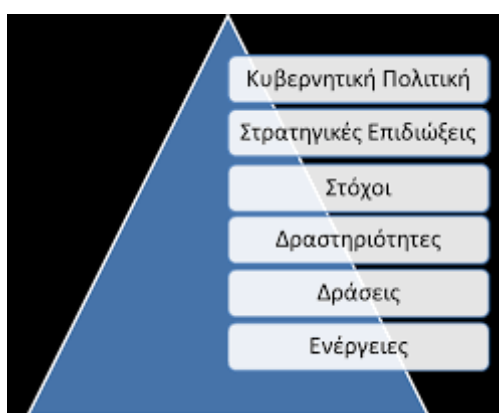 Κυβερνητική Πολιτική
Στρατηγικές Επιδιώξεις
Στόχοι
Δραστηριότητες
Δράσεις
Ενέργειες